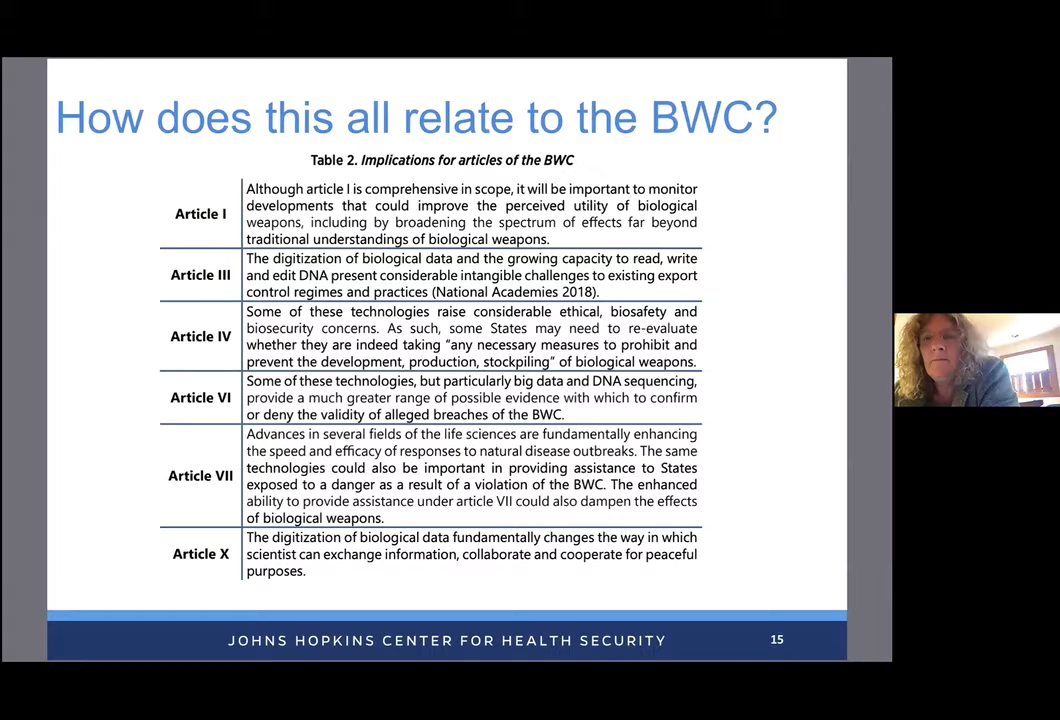 How does this all relate to the BWC?
Table 2. Implications for articles of the BWC
Article I
Although article I is comprehensive in scope, it will be important to monitor
developments that could improve the perceived utility of biological
weapons, including by broadening the spectrum of effects far beyond
traditional understandings of biological weapons.
Article III
The digitization of biological data and the growing capacity to read, write
and edit DNA present considerable intangible challenges to existing export
control regimes and practices (National Academies 2018).
Article IV
Some of these technologies raise considerable ethical, biosafety and
biosecurity concerns. As such, some States may need to re-evaluate
whether they are indeed taking “any necessary measures to prohibit and
prevent the development, production, stockpiling” of biological weapons.
Article VI
Some of these technologies, but particularly big data and DNA sequencing,
provide a much greater range of possible evidence with which to confirm
or deny the validity of alleged breaches of the BWC.
Article VII
Advances in several fields of the life sciences are fundamentally enhancing
the speed and efficacy of responses to natural disease outbreaks. The same
technologies could also be important in providing assistance to States
exposed to a danger as a result of a violation of the BWC. The enhanced
ability to provide assistance under article VII could also dampen the effects
of biological weapons.
Article X
The digitization of biological data fundamentally changes the way in which
scientist can exchange information, collaborate and cooperate for peaceful
purposes.
JOHNS HOPKINS CENTER FOR HEALTH SECURITY
15